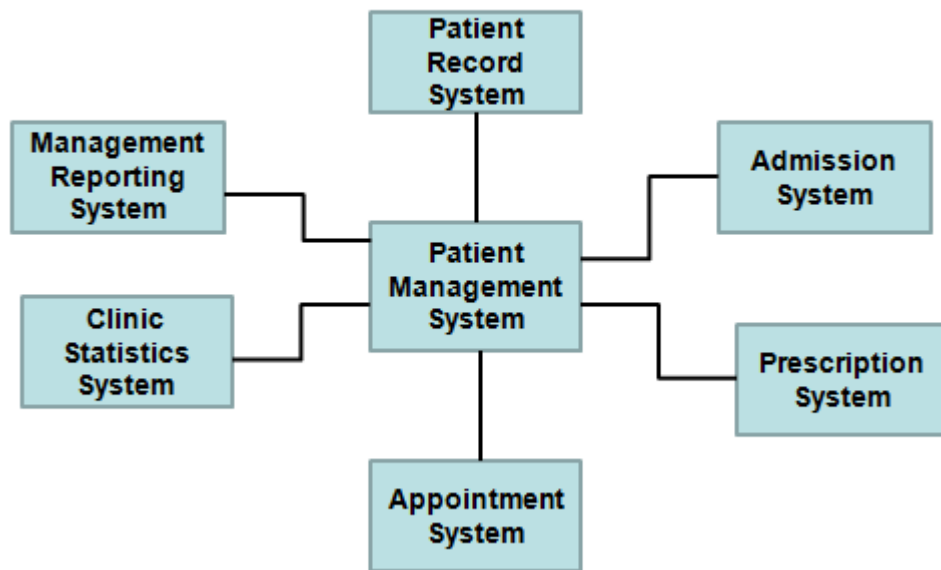 Patient
Record
System
Management
Reporting
System
Admission
System
Patient
Management
System
Clinic
Statistics
System
Prescription
System
Appointment
System